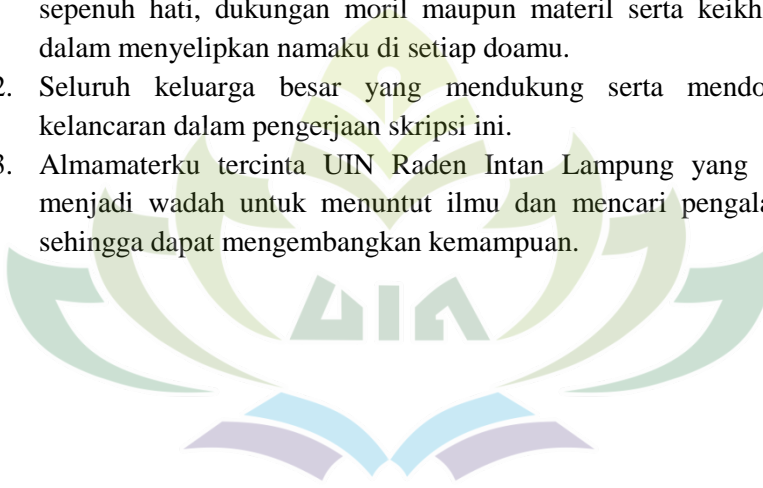 sepenuh hati, dukungan moril maupun materil serta keikh
dalam menyelipkan namaku di setiap doamu.
2. Seluruh keluarga besar yang mendukung serta mendo
kelancaran dalam pengerjaan skripsi ini.
3. Almamaterku tercinta UIN Raden Intan Lampung yang
menjadi wadah untuk menuntut ilmu dan mencari pengala
sehingga dapat mengembangkan kemampuan.
UIN